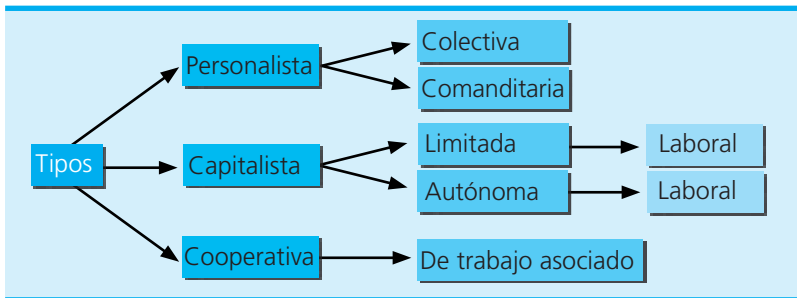 Tipos
Personalista
Colectiva
Comanditaria
Capitalista
Limitada
Laboral
Autónoma
Laboral
Cooperativa
De trabajo asociado